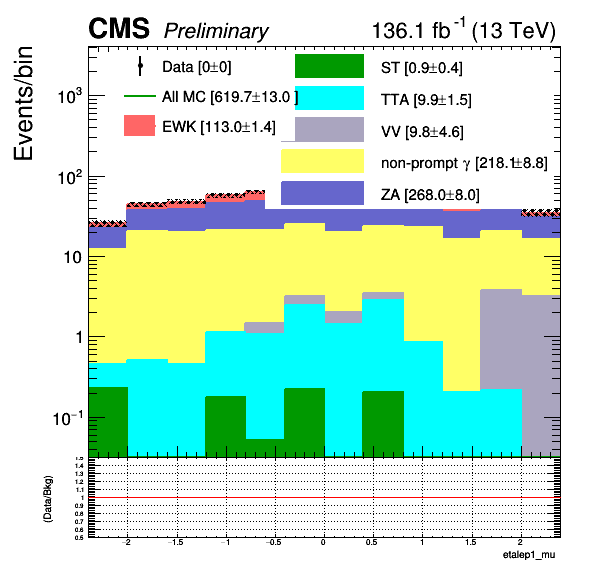 CMS Preliminary 136.1 fb⁻¹ (13 TeV)
Events/bin
Data [0±0]
All MC [619.7±13.0 ]
EWK [113.0±1.4]
ST [0.9±0.4]
TTA [9.9±1.5]
VV [9.8±4.6]
non-prompt γ [218.1±8.8]
ZA [268.0±8.0]
10³
10²
10
1
10⁻¹
(Data/Bkg)
1.5
1.4
1.3
1.2
1.1
1
0.9
0.8
0.7
0.6
0.5
−2 −1.5 −1 −0.5 0 0.5 1 1.5 2
etalep1_mu